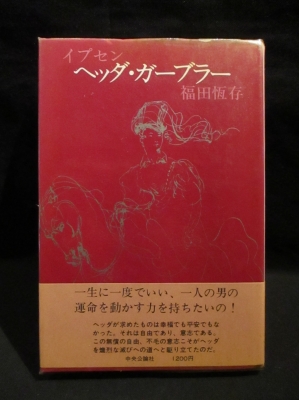 イプセン
ヘッダ・ガーブラー
福田恆存
一生に一度でいい、一人の男の
運命を動かす力を持ちたいの！
ヘッダが求めたものは幸福でも平安でもな
かった。それは自由であり、意志である。
この無償の自由、不毛の意志こそがヘッダ
を熾烈な滅びへの道へと駆り立てたのだ。
中央公論社 1200円